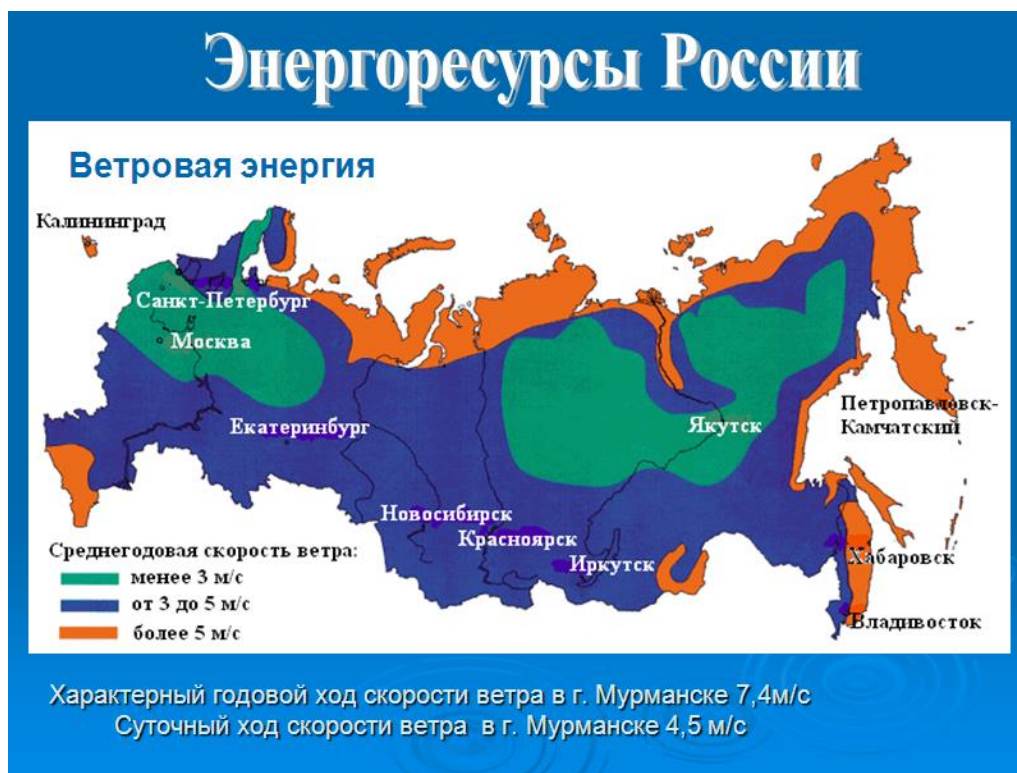 Энергоресурсы России
Ветровая энергия
Калининград
Санкт-Петербург
Москва
Екатеринбург
Якутск
Петропавловск-
Камчатский
Новосибирск
Красноярск
Иркутск
Хабаровск
Владивосток
Среднегодовая скорость ветра:
менее 3 м/с
от 3 до 5 м/с
более 5 м/с
Характерный годовой ход скорости ветра в г. Мурманске 7,4м/с
Суточный ход скорости ветра в г. Мурманске 4,5 м/с